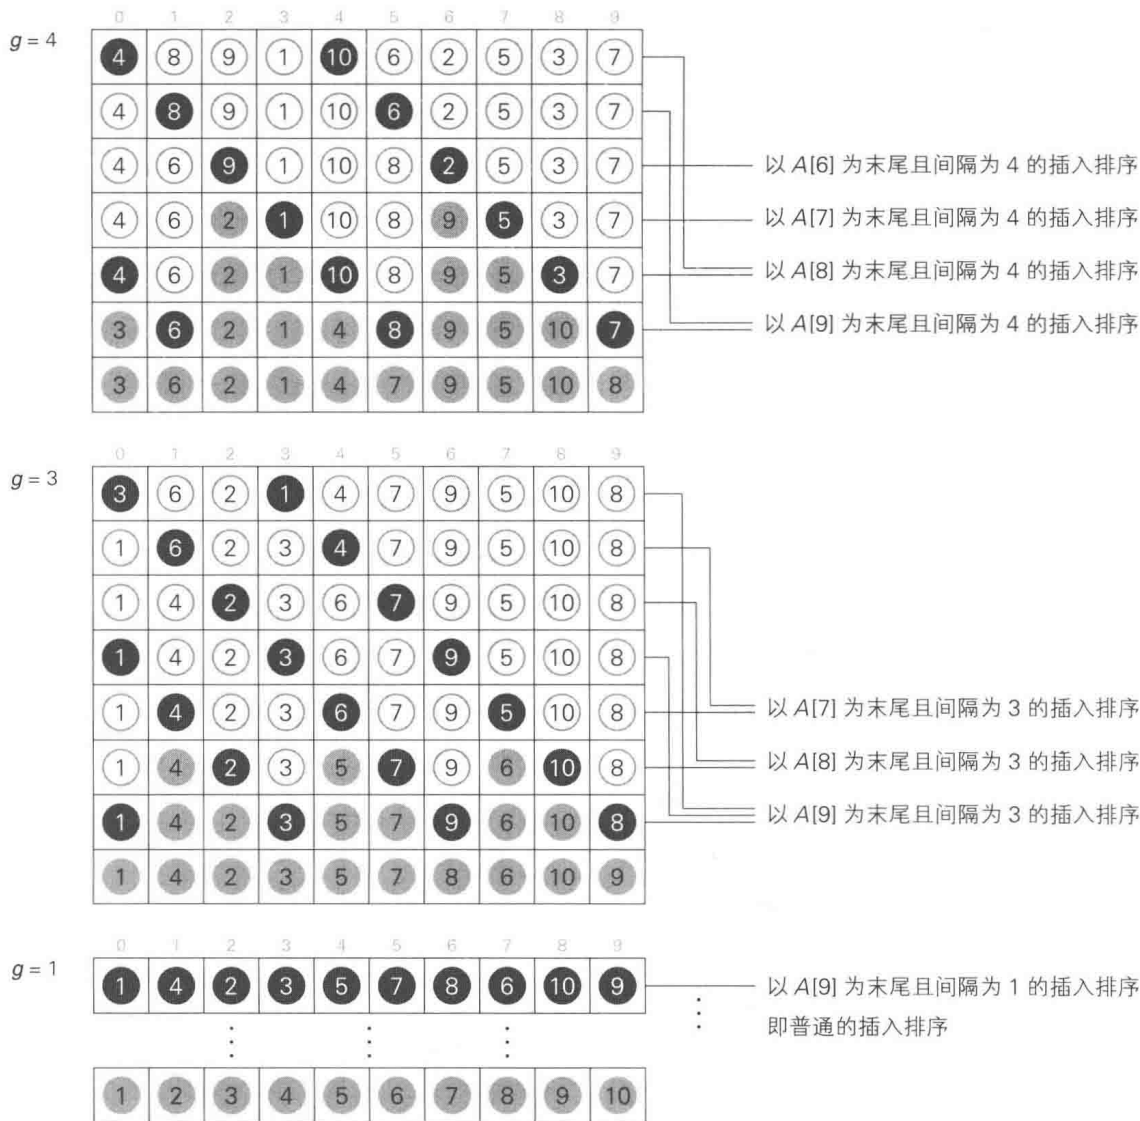 0 1 2 3 4 5 6 7 8 9
g = 4
4 8 9 1 10 6 2 5 3 7
4 8 9 1 10 6 2 5 3 7
4 6 9 1 10 8 2 5 3 7 以 A[6] 为末尾且间隔为 4 的插入排序
4 6 2 1 10 8 9 5 3 7 以 A[7] 为末尾且间隔为 4 的插入排序
4 6 2 1 10 8 9 5 3 7 以 A[8] 为末尾且间隔为 4 的插入排序
3 6 2 1 4 8 9 5 10 7 以 A[9] 为末尾且间隔为 4 的插入排序
3 6 2 1 4 7 9 5 10 8
0 1 2 3 4 5 6 7 8 9
g = 3
3 6 2 1 4 7 9 5 10 8
1 6 2 3 4 7 9 5 10 8
1 4 2 3 6 7 9 5 10 8
1 4 2 3 6 7 9 5 10 8
1 4 2 3 6 7 9 5 10 8 以 A[7] 为末尾且间隔为 3 的插入排序
1 4 2 3 5 7 9 6 10 8 以 A[8] 为末尾且间隔为 3 的插入排序
1 4 2 3 5 7 9 6 10 8 以 A[9] 为末尾且间隔为 3 的插入排序
1 4 2 3 5 7 8 6 10 9
0 1 2 3 4 5 6 7 8 9
g = 1
1 4 2 3 5 7 8 6 10 9 以 A[9] 为末尾且间隔为 1 的插入排序
即普通的插入排序
1 2 3 4 5 6 7 8 9 10